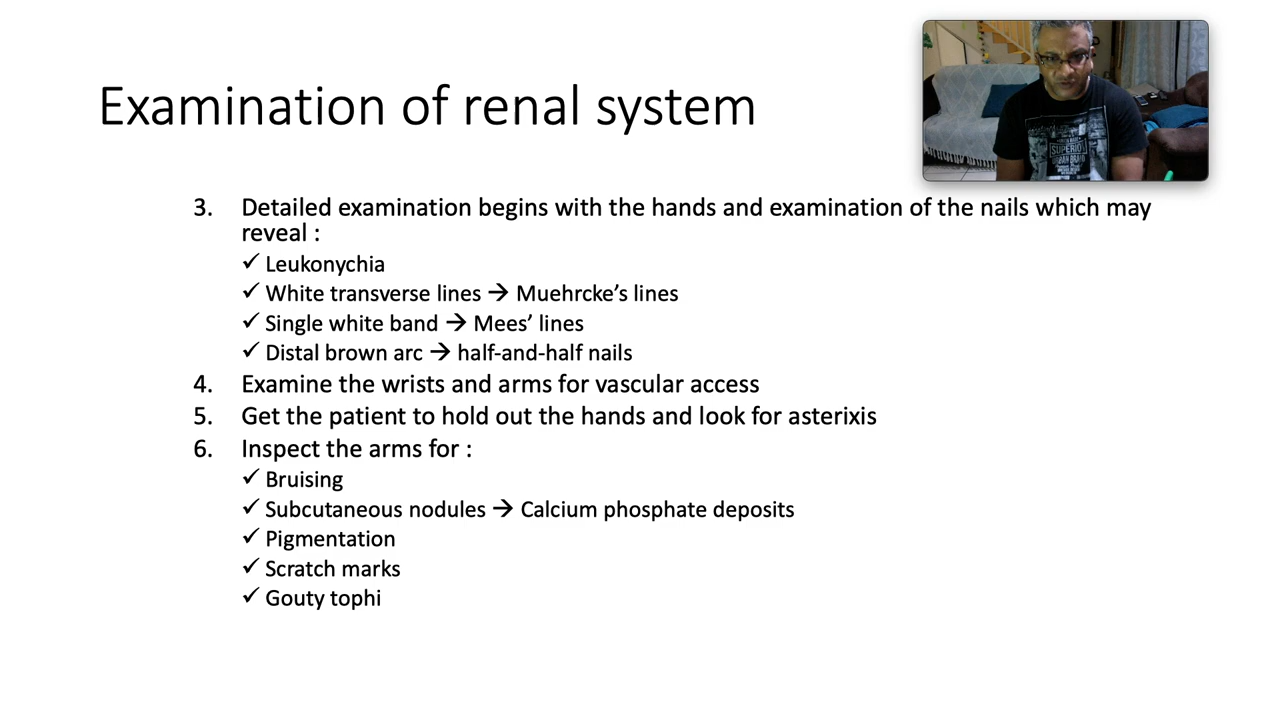 Examination of renal system
SUPERIOR
URBAN BRAND
3. Detailed examination begins with the hands and examination of the nails which may
reveal :
✓ Leukonychia
✓ White transverse lines → Muehrcke’s lines
✓ Single white band → Mees’ lines
✓ Distal brown arc → half-and-half nails
4. Examine the wrists and arms for vascular access
5. Get the patient to hold out the hands and look for asterixis
6. Inspect the arms for :
✓ Bruising
✓ Subcutaneous nodules → Calcium phosphate deposits
✓ Pigmentation
✓ Scratch marks
✓ Gouty tophi